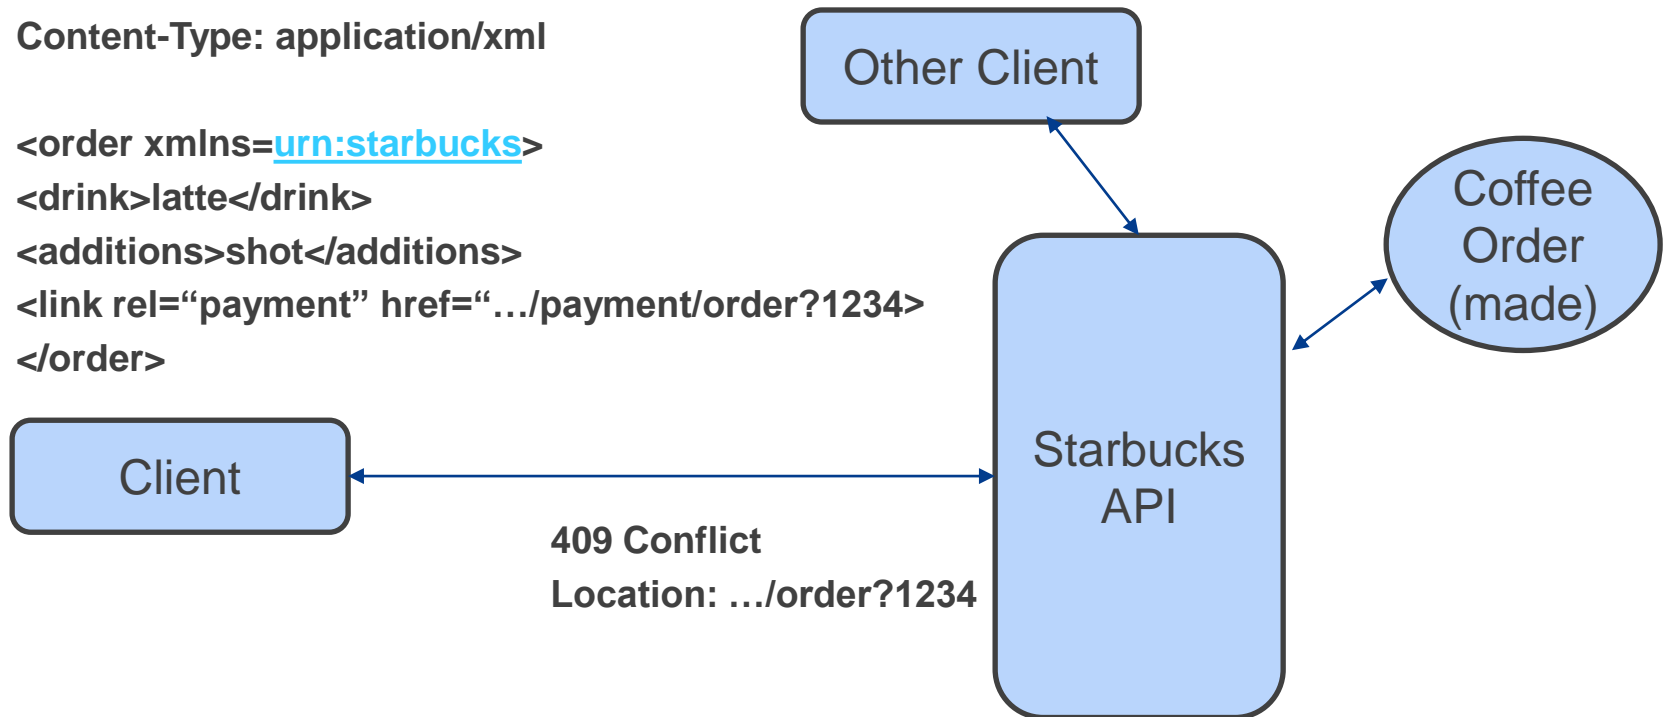 Content-Type: application/xml
<order xmlns=urn:starbucks>
<drink>latte</drink>
<additions>shot</additions>
<link rel=“payment” href=“…/payment/order?1234>
</order>
Other Client
Coffee
Order
(made)
Client
Starbucks
API
409 Conflict
Location: …/order?1234